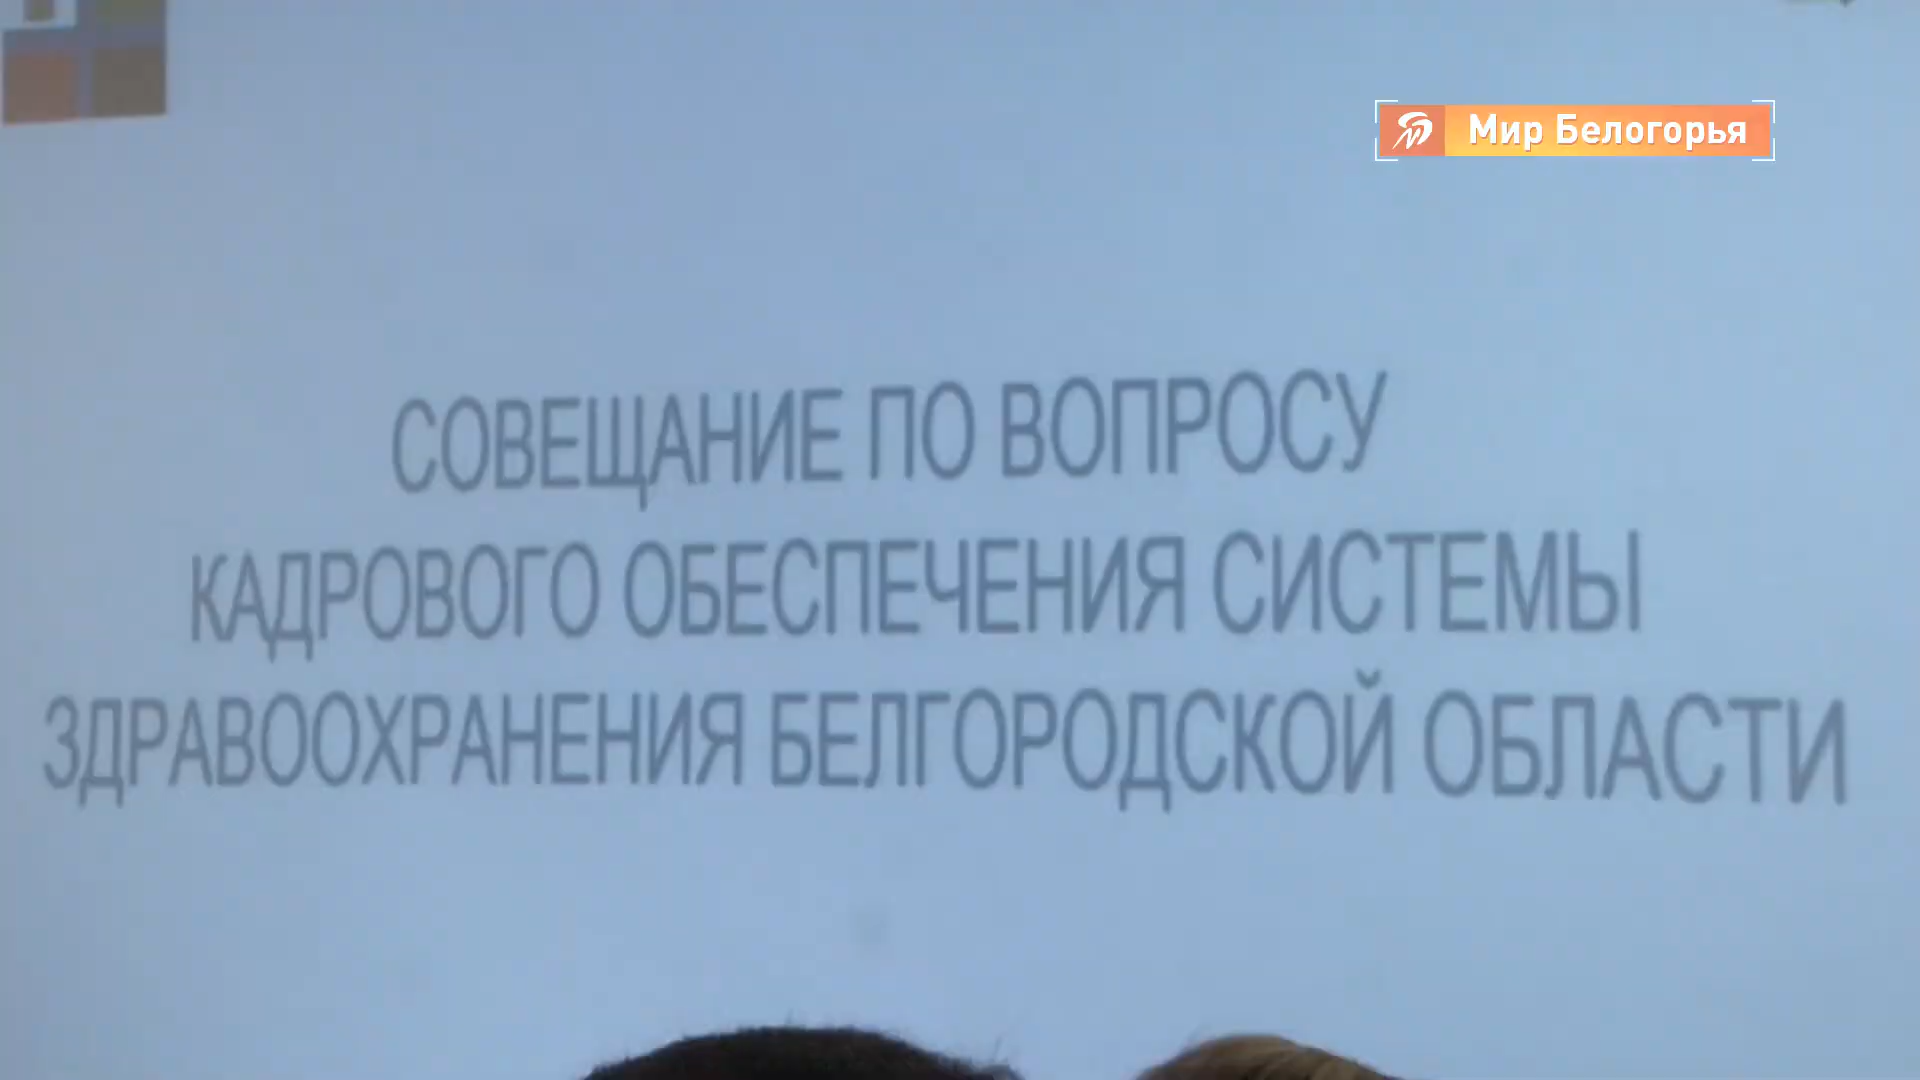 Мир Белогорья
СОВЕЩАНИЕ ПО ВОПРОСУ
КАДРОВОГО ОБЕСПЕЧЕНИЯ СИСТЕМЫ
ЗДРАВООХРАНЕНИЯ БЕЛГОРОДСКОЙ ОБЛАСТИ